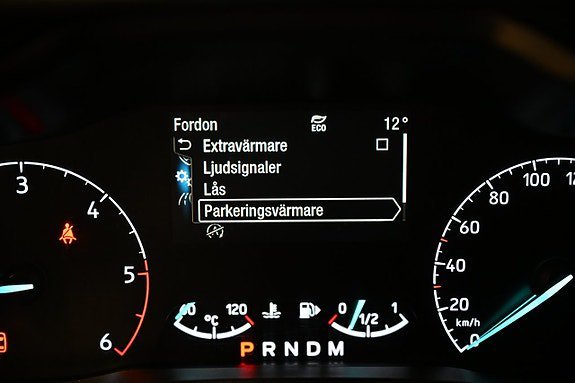 Fordon ECO 12°
Extravärmare
Ljudsignaler
Lås
Parkeringsvärmare
3
4
5
6
100
80
60
40
20
km/h
0
120
°C
0 1/2 1
P R N D M